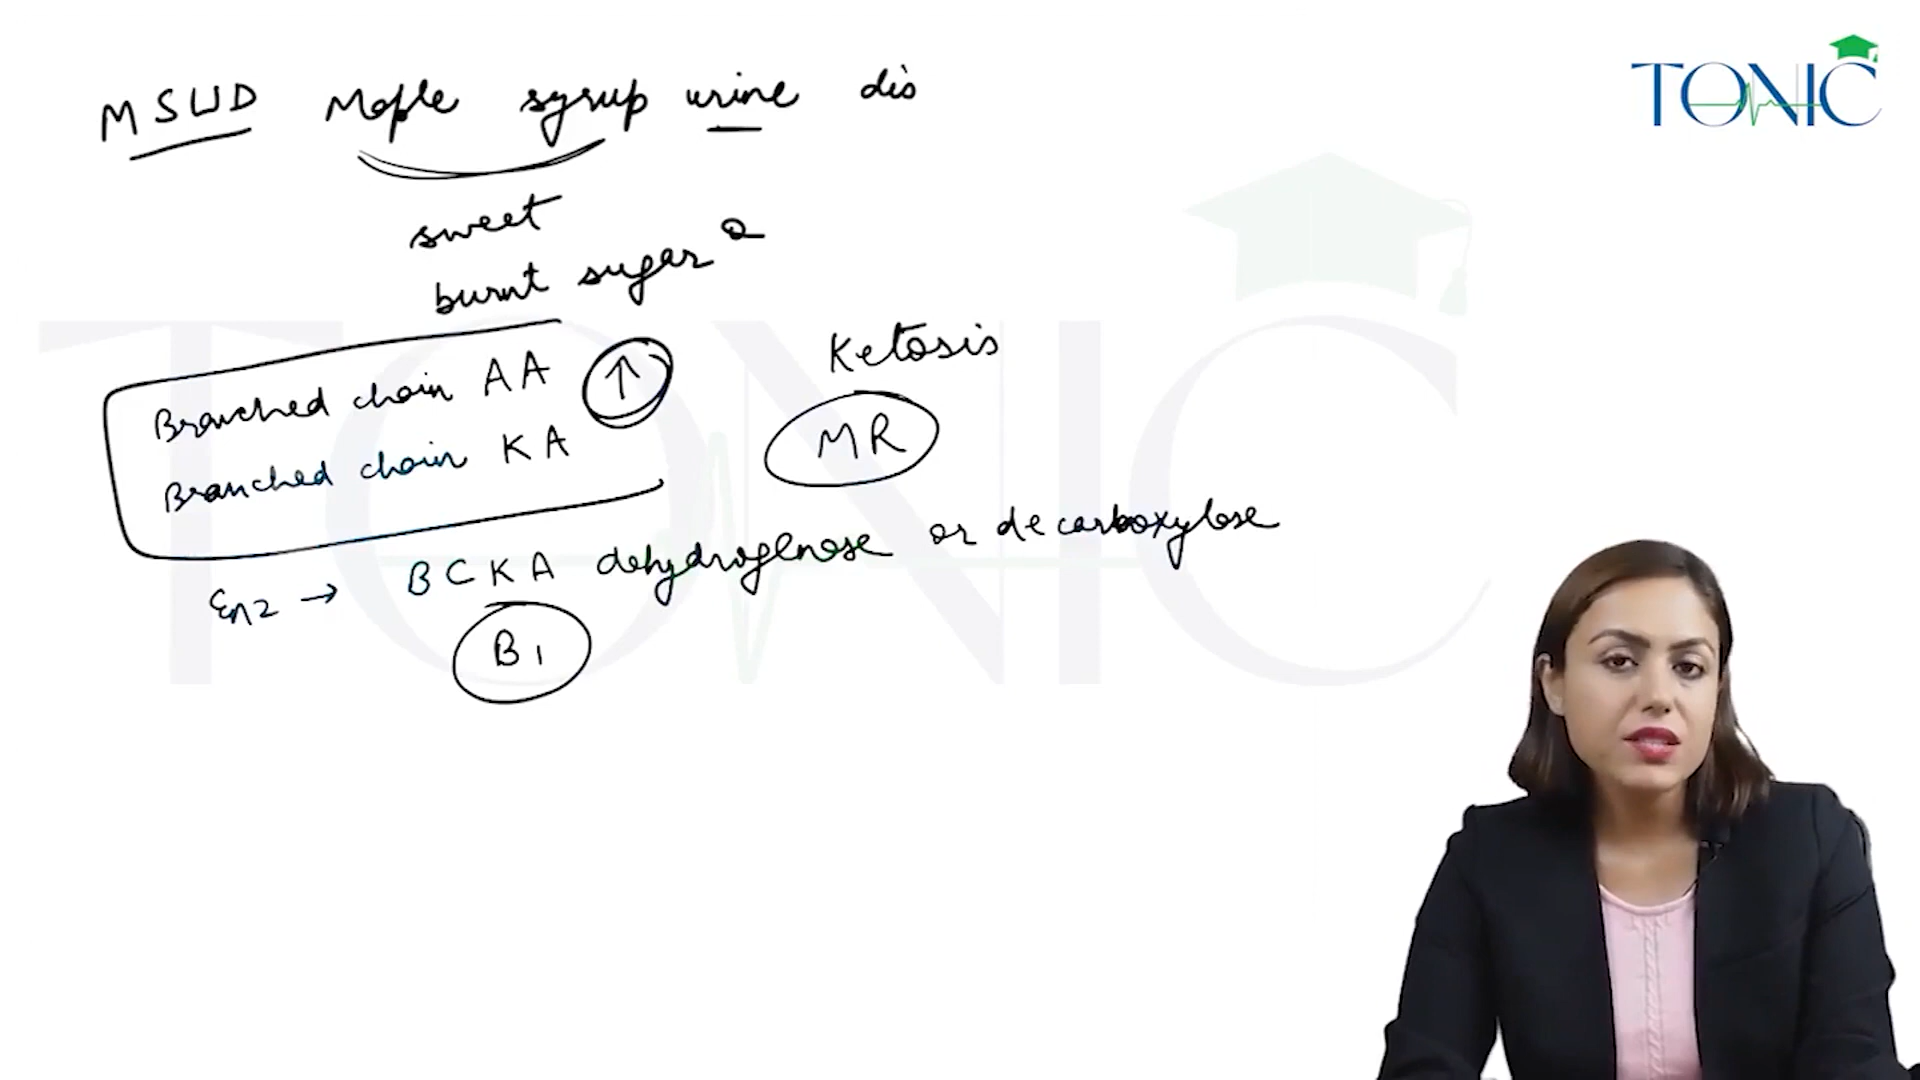 TONIC
MSUD Maple syrup urine dis
sweet
burnt sugar
Branched chain AA ↑
Branched chain KA
Ketosis
MR
Enz → BCKA dehydrogenase or decarboxylase
B1
TONIC